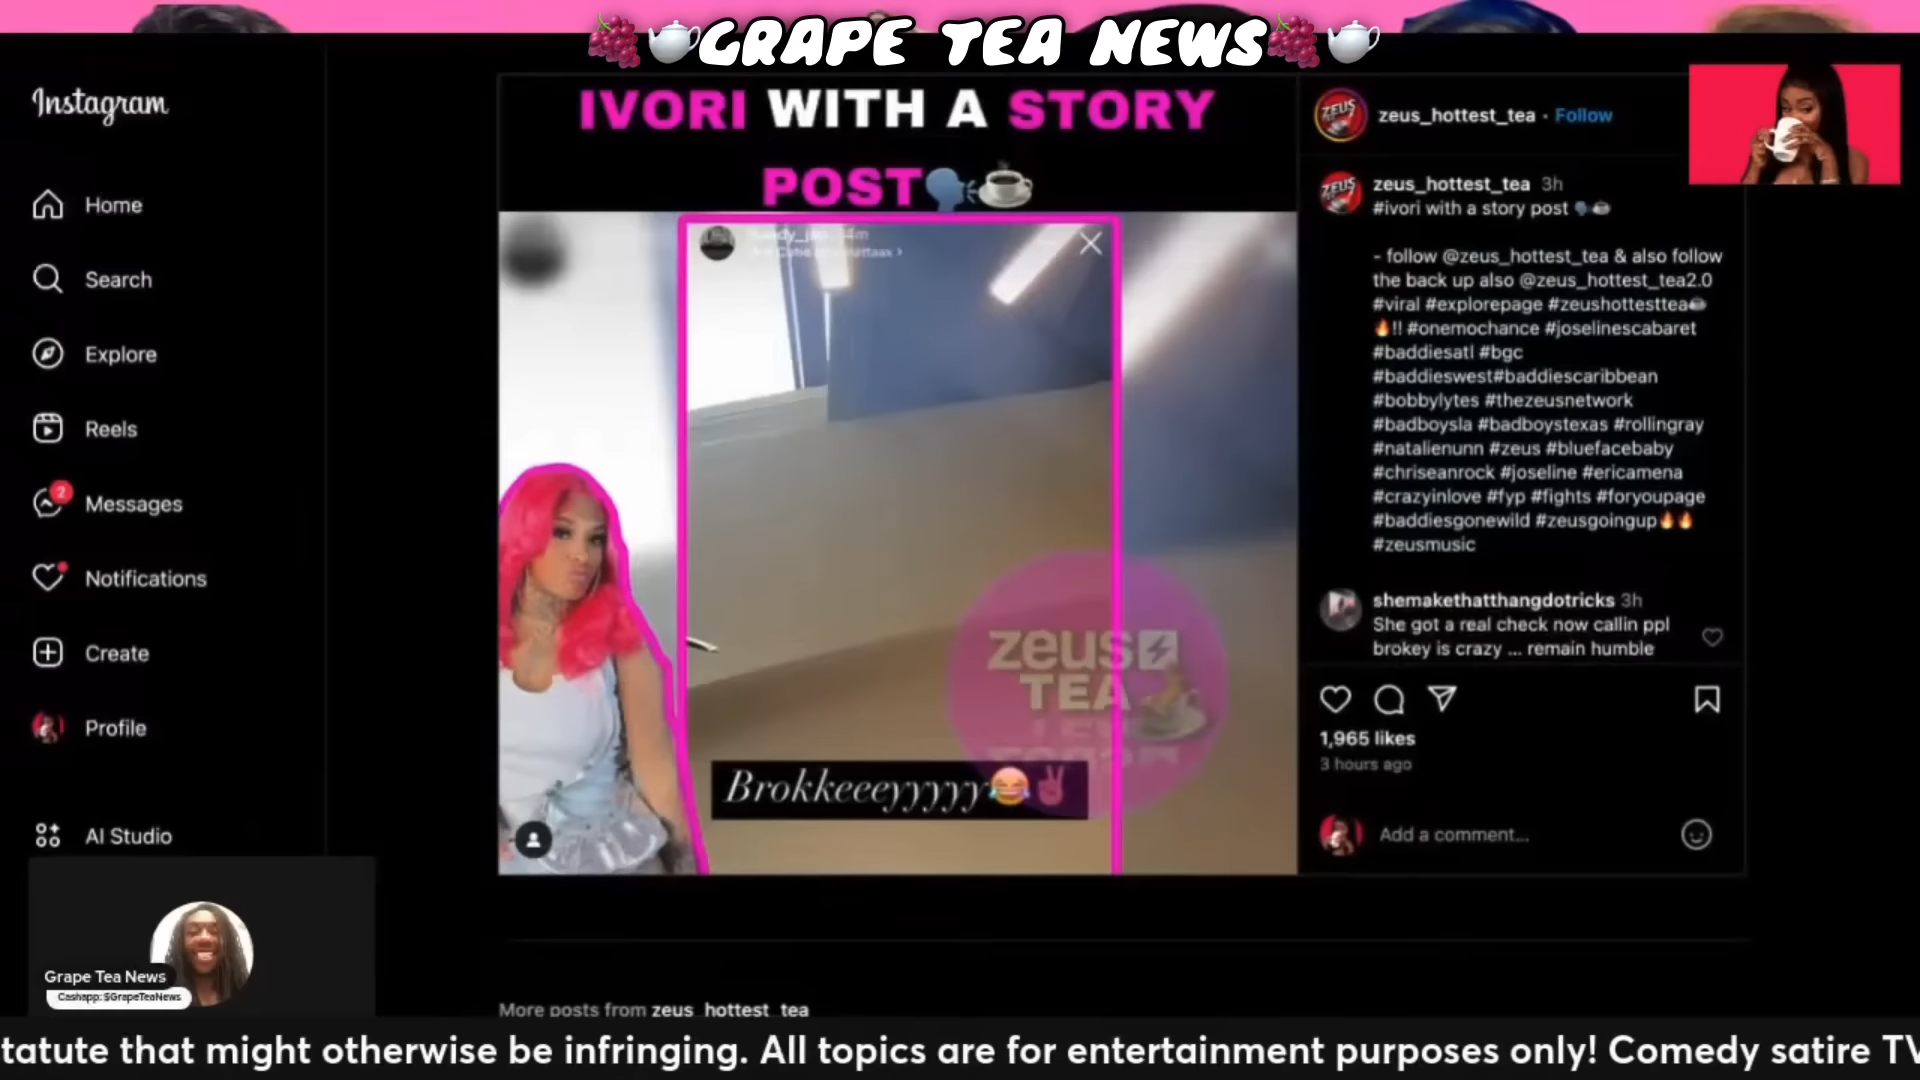 GRAPE TEA NEWS
Instagram
Home
Search
Explore
Reels
2
Messages
Notifications
Create
Profile
AI Studio
Grape Tea News
Cashapp: $GrapeTeaNews
IVORI WITH A STORY
POST
ZEUS
TEA
Brokkeeeyyyyy😂✌
zeus_hottest_tea · Follow
zeus_hottest_tea 3h
#ivori with a story post 🗣☕
- follow @zeus_hottest_tea & also follow
the back up also @zeus_hottest_tea2.0
#viral #explorepage #zeushottesttea☕
🔥!! #onemochance #joselinescabaret
#baddiesatl #bgc
#baddieswest#baddiescaribbean
#bobbylytes #thezeusnetwork
#badboysla #badboystexas #rollingray
#natalienunn #zeus #bluefacebaby
#chriseanrock #joseline #ericamena
#crazyinlove #fyp #fights #foryoupage
#baddiesgonewild #zeusgoingup🔥🔥
#zeusmusic
shemakethatthangdotricks 3h
She got a real check now callin ppl
brokey is crazy ... remain humble
1,965 likes
3 hours ago
Add a comment...
More posts from zeus_hottest_tea
tatute that might otherwise be infringing. All topics are for entertainment purposes only! Comedy satire TV